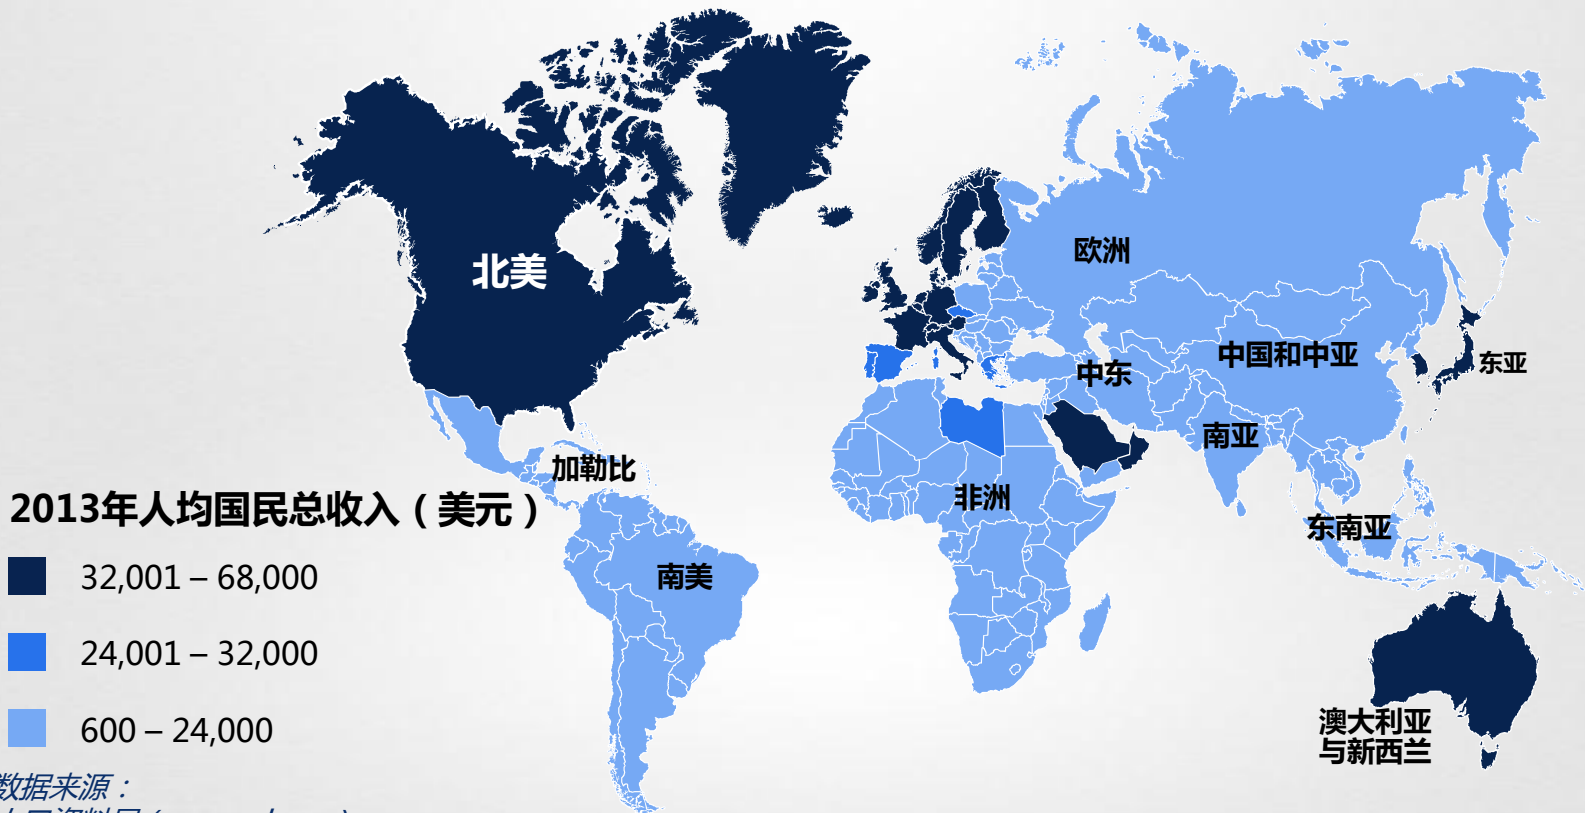 北美
欧洲
中国和中亚
东亚
中东
南亚
加勒比
2013年人均国民总收入（美元）
非洲
东南亚
32,001 – 68,000
南美
24,001 – 32,000
澳大利亚
与新西兰
600 – 24,000
数据来源：